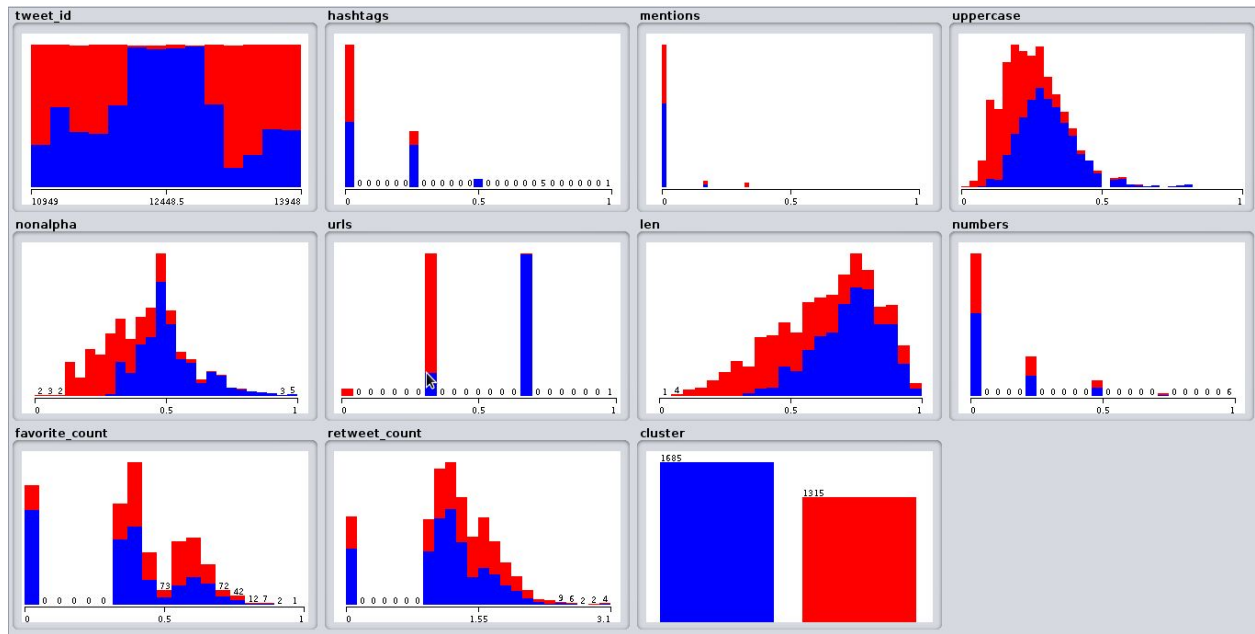 tweet_id hashtags mentions uppercase
10949 12448.5 13948
0 0 0 0 0 0 0 0 0 0 0 0 0 0 0 0 0 0 5 0 0 0 0 0 0 1
0 0.5 1
0 0.5 1
0 0.5 1
nonalpha urls len numbers
2 3 2 3 5
0 0.5 1
0 0 0 0 0 0 0 0 0 0 0 0 0 0 0 0 0 0 0 1
0 0.5 1
1 4
0 0.5 1
0 0 0 0 0 0 0 0 0 0 0 0 0 0 0 0 0 0 6
0 0.5 1
favorite_count retweet_count cluster
0 0 0 0 0 73 72 42 12 7 2 1
0 0.5 1
0 0 0 0 0 0 9 6 2 2 4
0 1.55 3.1
1685
1315